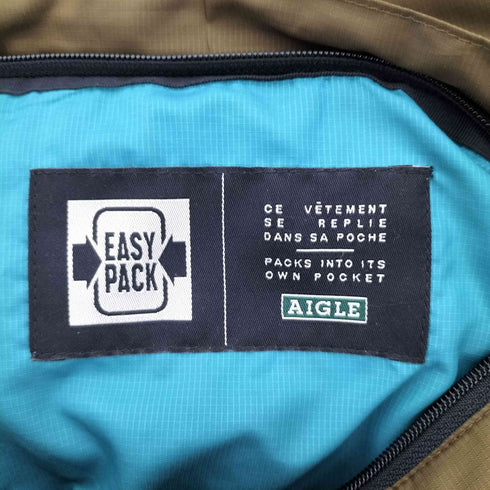 EASY
PACK
CE VÊTEMENT
SE REPLIE
DANS SA POCHE
PACKS INTO ITS
OWN POCKET
AIGLE